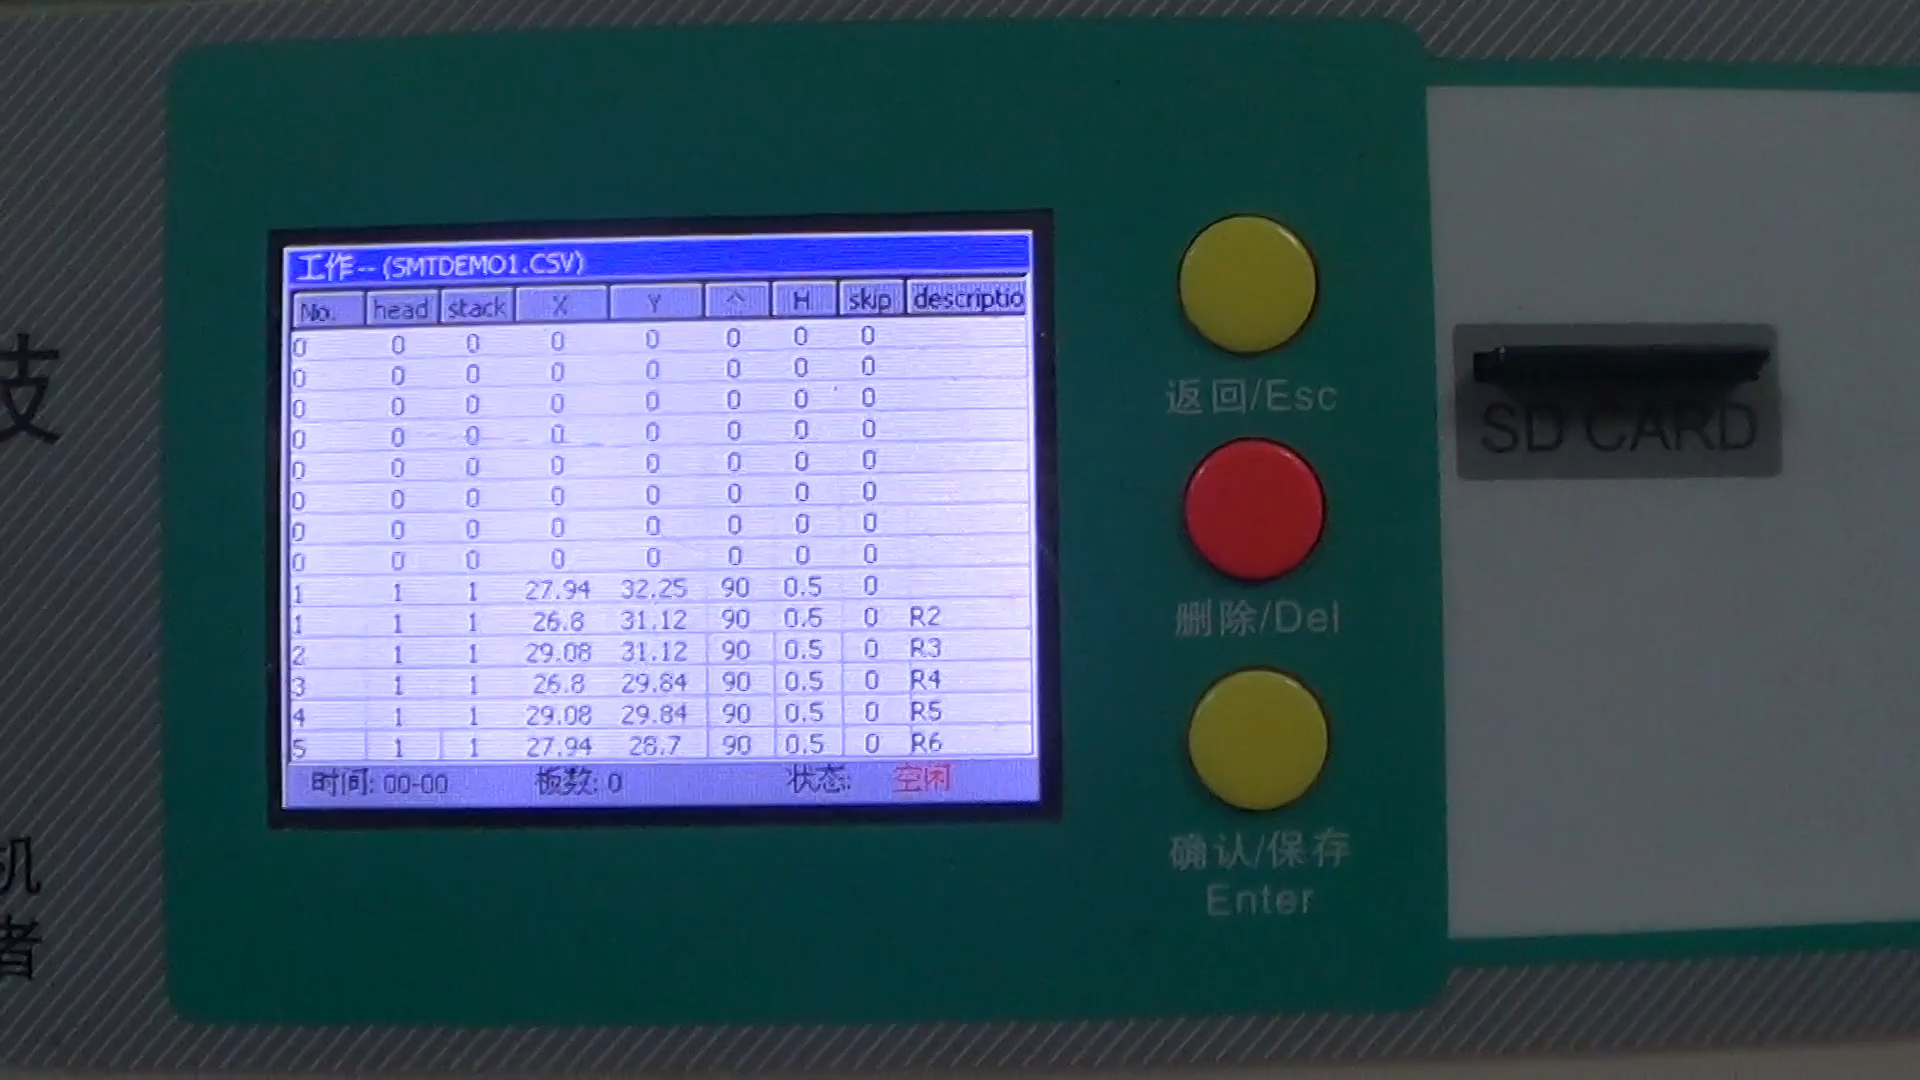 工作--(SMTDEMO1.CSV)
No. head stack X Y ^ H skip descriptio
0 0 0 0 0 0 0 0
0 0 0 0 0 0 0 0
0 0 0 0 0 0 0 0
0 0 0 0 0 0 0 0
0 0 0 0 0 0 0 0
0 0 0 0 0 0 0 0
0 0 0 0 0 0 0 0
0 0 0 0 0 0 0 0
1 1 1 27.94 32.25 90 0.5 0
1 1 1 26.8 31.12 90 0.5 0 R2
2 1 1 29.08 31.12 90 0.5 0 R3
3 1 1 26.8 29.84 90 0.5 0 R4
4 1 1 29.08 29.84 90 0.5 0 R5
5 1 1 27.94 28.7 90 0.5 0 R6
时间: 00-00 板数: 0 状态: 空闲
返回/Esc
删除/Del
确认/保存
Enter
SD CARD
技
机
者